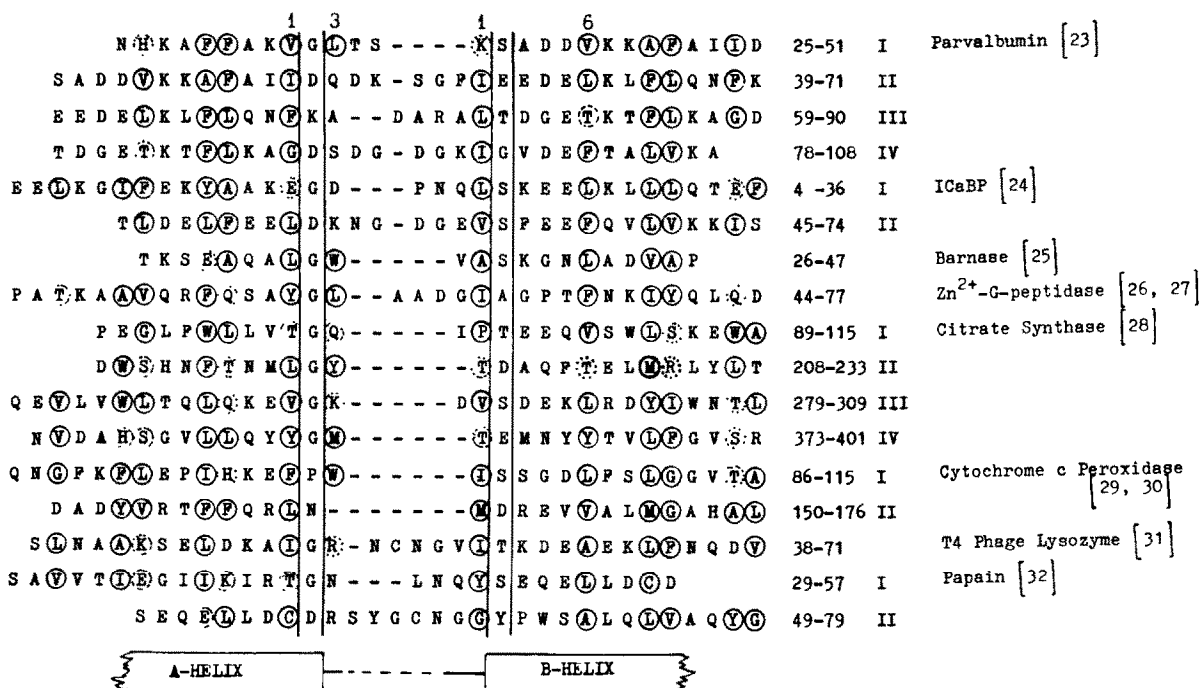 1 3 1 6
N H K A F F A K V G L T S - - - - K S A D D V K K A F A I I D 25-51 I Parvalbumin [23]
S A D D V K K A F A I I D Q D K - S G F I E E D E L K L F L Q N F K 39-71 II
E E D E L K L F L Q N F K A - - D A R A L T D G E T K T F L K A G D 59-90 III
T D G E T K T F L K A G D S D G - D G K I G V D E F T A L V K A 78-108 IV
E E L K G I F E K Y A A K E G D - - - P N Q L S K E E L K L L L Q T E F 4 -36 I ICaBP [24]
T L D E L F E E L D K N G - D G E V S F E E F Q V L V K K I S 45-74 II
T K S E A Q A L G W V A S K G N L A D V A P 26-47 Barnase [25]
P A T K A A V Q R F Q S A Y G L - - A A D G I A G P T F N K I Y Q L Q D 44-77 Zn2+-G-peptidase [26, 27]
P E G L P W L L V T G Q - - - - I P T E E Q V S W L S K E W A 89-115 I Citrate Synthase [28]
D W S H N F T N M L G Y - - - - - - T D A Q F T E L M R L Y L T 208-233 II
Q E V L V W L T Q L Q K E V G K - - - - - D V S D E K L R D Y I W N T L 279-309 III
N V D A H S G V L L Q Y Y G M - - - - - - T E M N Y Y T V L F G V S R 373-401 IV
Q N G F K F L E P I H K E F P W - - - - - - I S S G D L F S L G G V T A 86-115 I Cytochrome c Peroxidase [29, 30]
D A D Y V R T F F Q R L N - - - - - - - M D R E V V A L M G A H A L 150-176 II
S L N A A K S E L D K A I G R - N C N G V I T K D E A E K L F N Q D V 38-71 T4 Phage Lysozyme [31]
S A V V T I E G I I K I R T G N - - - L N Q Y S E Q E L L D C D 29-57 I Papain [32]
S E Q E L L D C D R S Y G C N G G Y P W S A L Q L V A Q Y G 49-79 II
A-HELIX B-HELIX